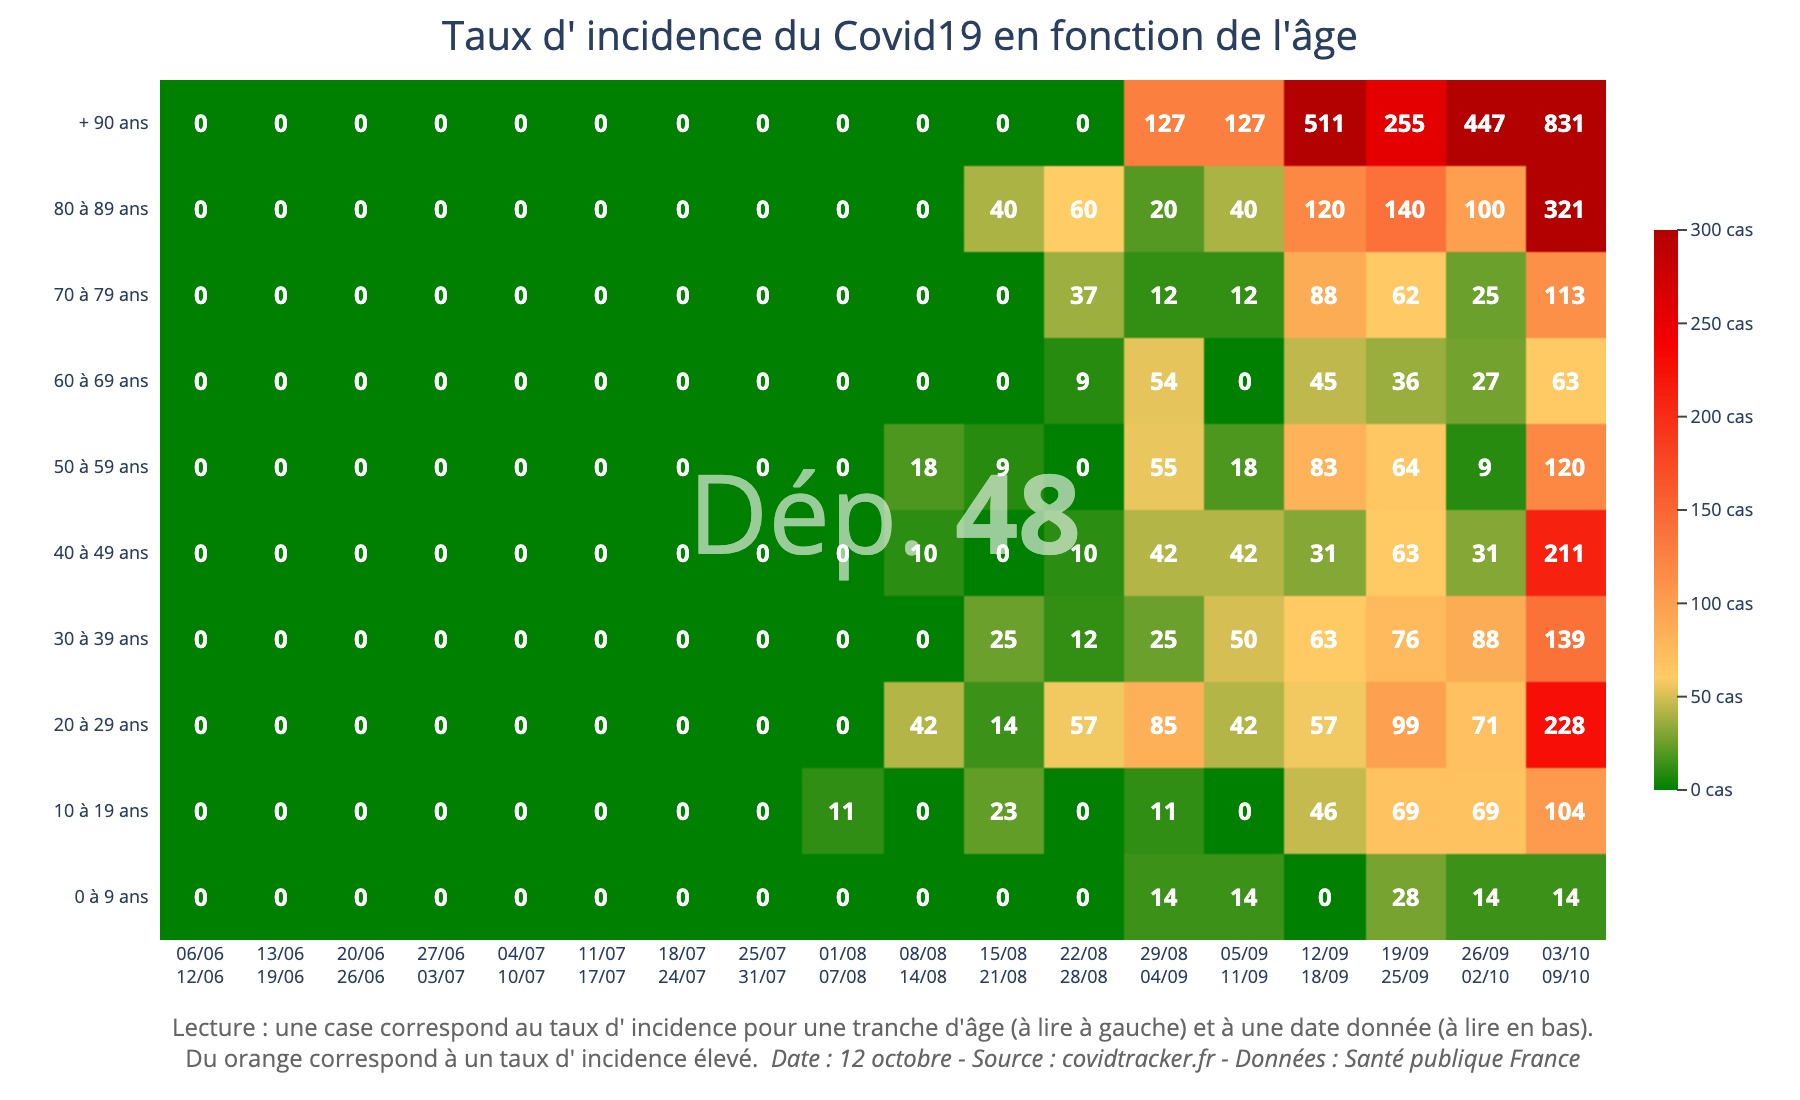 Taux d' incidence du Covid19 en fonction de l'âge
+ 90 ans 0 0 0 0 0 0 0 0 0 0 0 0 127 127 511 255 447 831
80 à 89 ans 0 0 0 0 0 0 0 0 0 0 40 60 20 40 120 140 100 321
300 cas
70 à 79 ans 0 0 0 0 0 0 0 0 0 0 0 37 12 12 88 62 25 113
250 cas
60 à 69 ans 0 0 0 0 0 0 0 0 0 0 0 9 54 0 45 36 27 63
200 cas
50 à 59 ans 0 0 0 0 0 0 0 0 0 18 9 0 55 18 83 64 9 120
Dép. 48
150 cas
40 à 49 ans 0 0 0 0 0 0 0 0 0 10 0 10 42 42 31 63 31 211
100 cas
30 à 39 ans 0 0 0 0 0 0 0 0 0 0 25 12 25 50 63 76 88 139
50 cas
20 à 29 ans 0 0 0 0 0 0 0 0 0 42 14 57 85 42 57 99 71 228
0 cas
10 à 19 ans 0 0 0 0 0 0 0 0 11 0 23 0 11 0 46 69 69 104
0 à 9 ans 0 0 0 0 0 0 0 0 0 0 0 0 14 14 0 28 14 14
06/06 13/06 20/06 27/06 04/07 11/07 18/07 25/07 01/08 08/08 15/08 22/08 29/08 05/09 12/09 19/09 26/09 03/10
12/06 19/06 26/06 03/07 10/07 17/07 24/07 31/07 07/08 14/08 21/08 28/08 04/09 11/09 18/09 25/09 02/10 09/10
Lecture : une case correspond au taux d' incidence pour une tranche d'âge (à lire à gauche) et à une date donnée (à lire en bas).
Du orange correspond à un taux d' incidence élevé. Date : 12 octobre - Source : covidtracker.fr - Données : Santé publique France